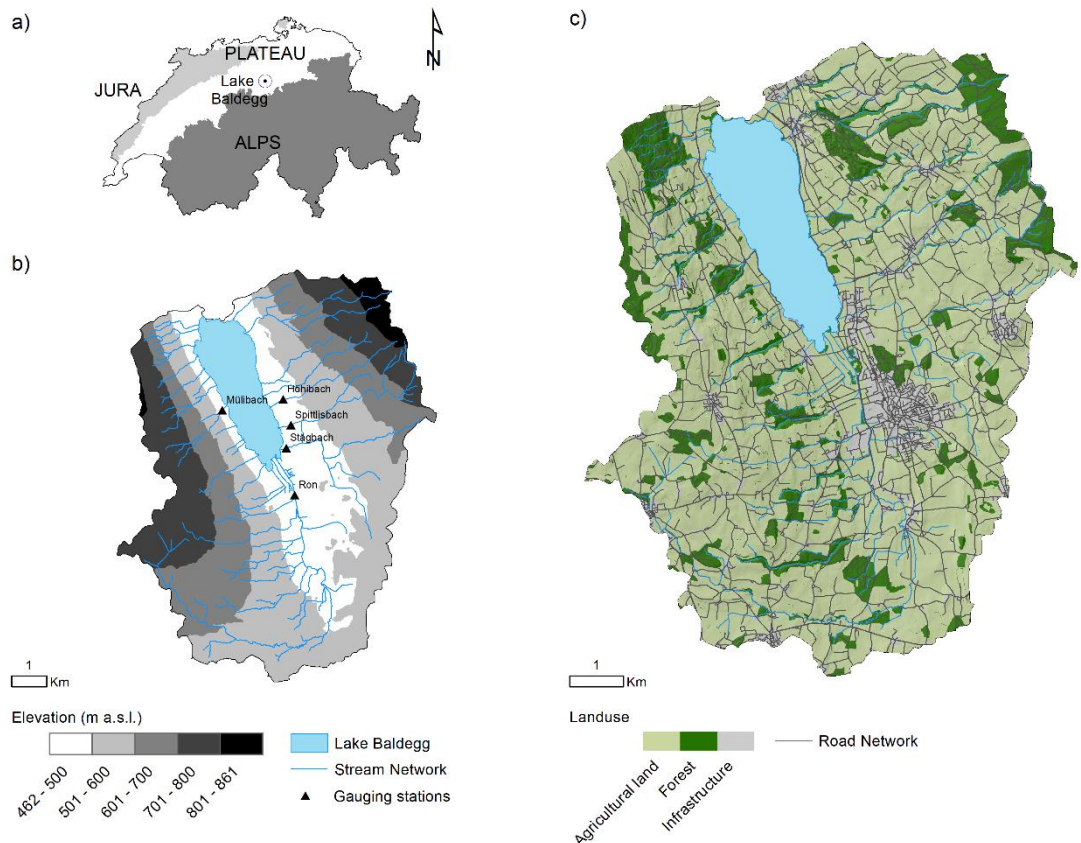 a)
N
PLATEAU
JURA
Lake
Baldegg
ALPS
b)
Mülibach
Höhibach
Spittlisbach
Stägbach
Ron
1
Km
Elevation (m a.s.l.)
462 - 500
501 - 600
601 - 700
701 - 800
801 - 861
Lake Baldegg
Stream Network
Gauging stations
c)
1
Km
Landuse
Agricultural land
Forest
Infrastructure
Road Network